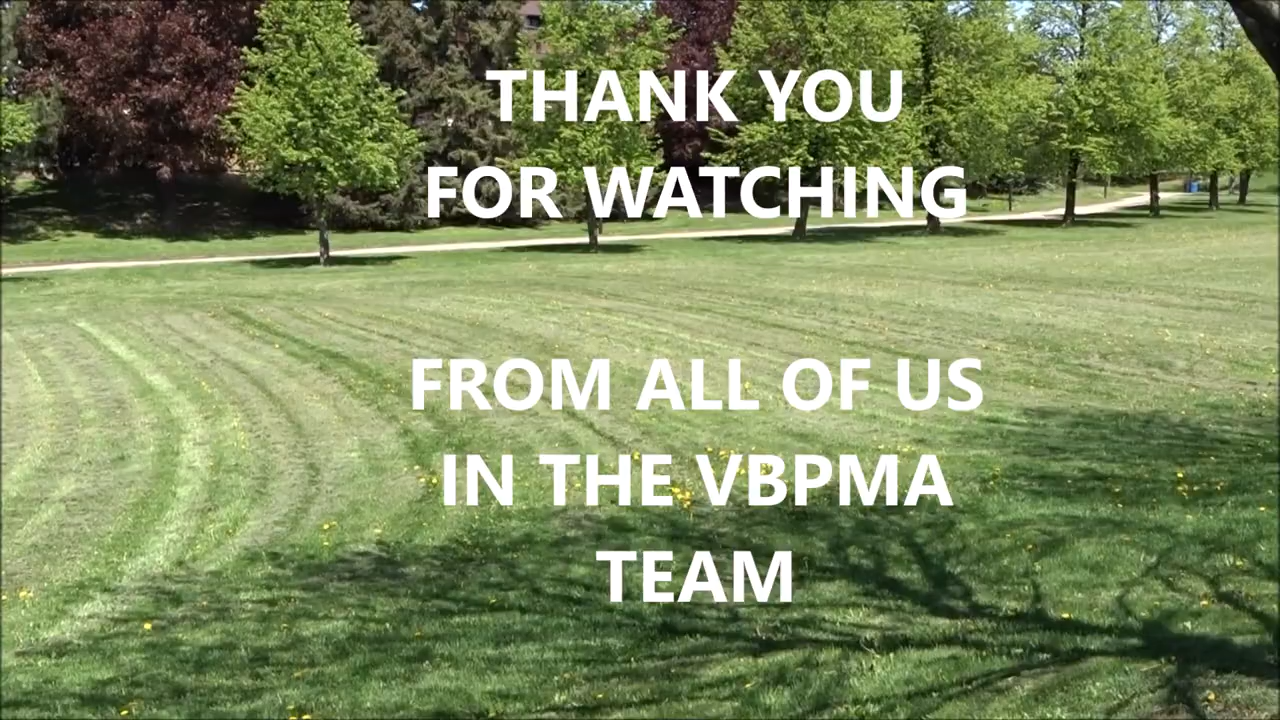 THANK YOU
FOR WATCHING
FROM ALL OF US
IN THE VBPMA
TEAM